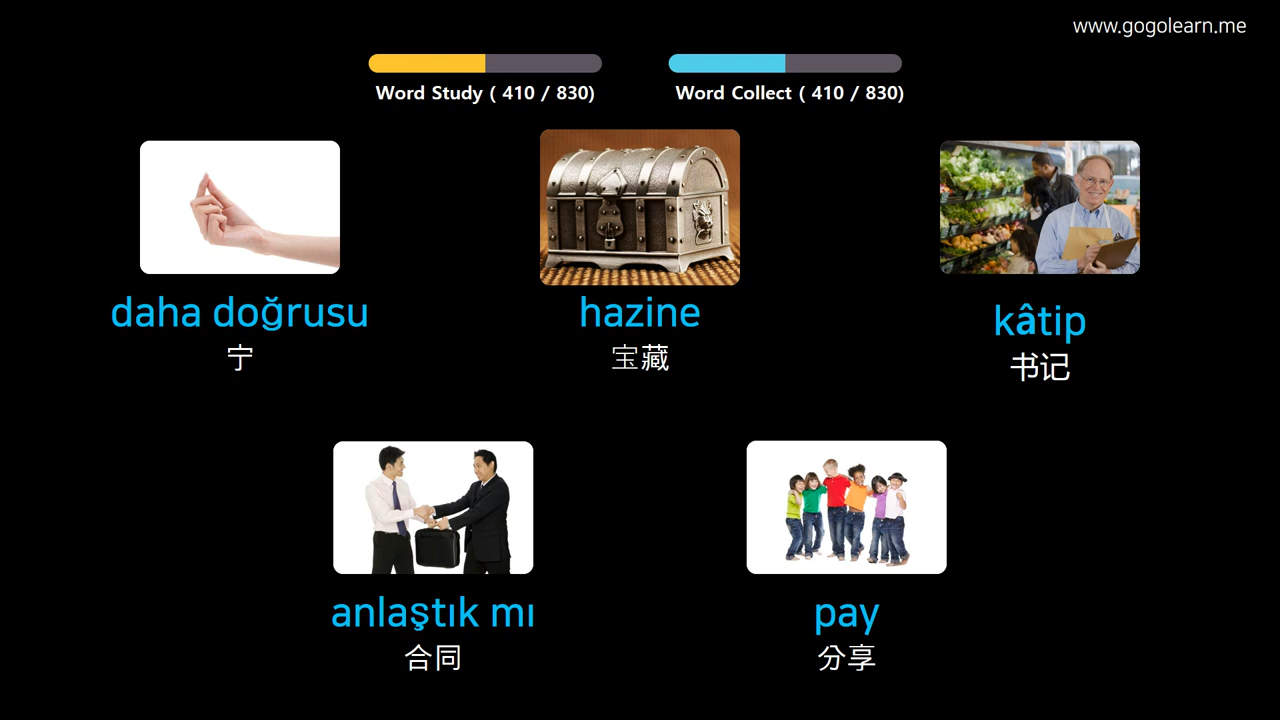 www.gogolearn.me
Word Study ( 410 / 830)
Word Collect ( 410 / 830)
daha doğrusu
宁
hazine
宝藏
kâtip
书记
anlaştık mı
合同
pay
分享